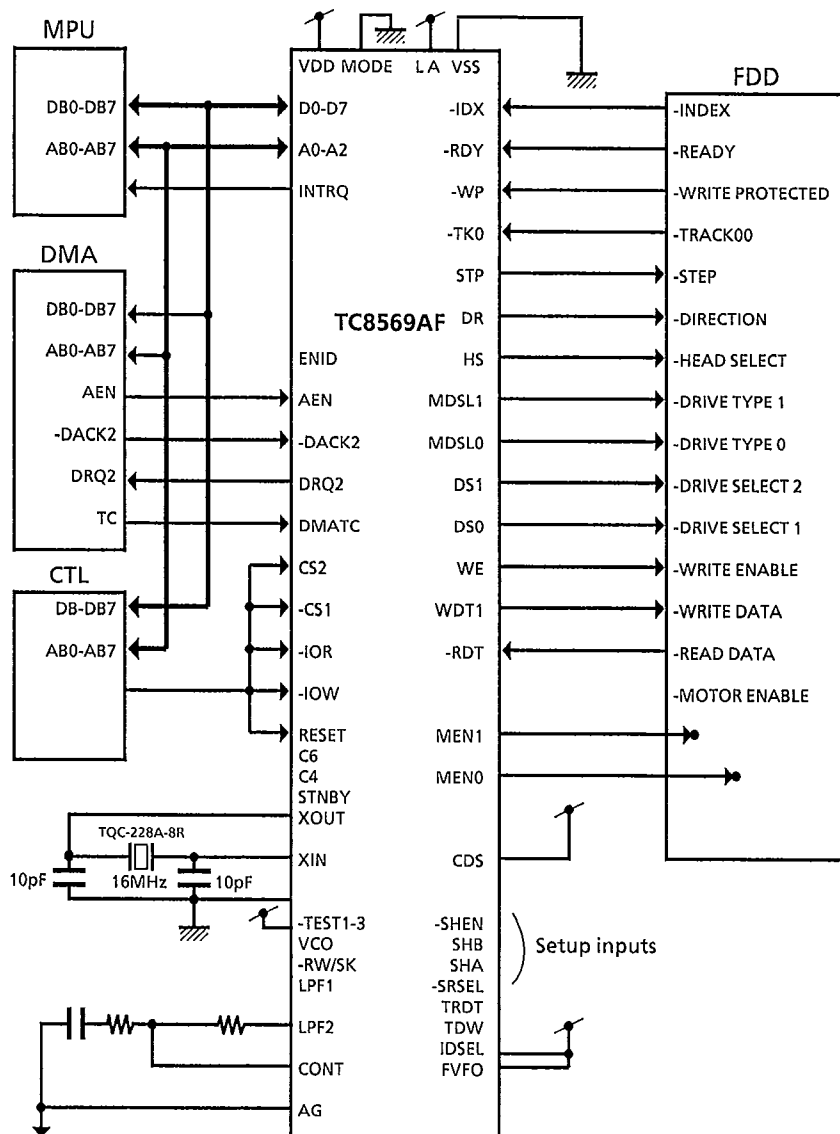 MPU
DB0-DB7
AB0-AB7
DMA
DB0-DB7
AB0-AB7
AEN
-DACK2
DRQ2
TC
CTL
DB-DB7
AB0-AB7
VDD MODE LA VSS
D0-D7
A0-A2
INTRQ
TC8569AF
ENID
AEN
-DACK2
DRQ2
DMATC
CS2
-CS1
-IOR
-IOW
RESET
C6
C4
STNBY
XOUT
XIN
TQC-228A-8R
10pF
16MHz
10pF
-TEST1-3
VCO
-RW/SK
LPF1
LPF2
CONT
AG
-IDX
-RDY
-WP
-TK0
STP
DR
HS
MDSL1
MDSL0
DS1
DS0
WE
WDT1
-RDT
MEN1
MEN0
CDS
-SHEN
SHB
SHA
-SRSEL
TRDT
TDW
IDSEL
FVFO
Setup inputs
FDD
-INDEX
-READY
-WRITE PROTECTED
-TRACK00
-STEP
-DIRECTION
-HEAD SELECT
-DRIVE TYPE 1
-DRIVE TYPE 0
-DRIVE SELECT 2
-DRIVE SELECT 1
-WRITE ENABLE
-WRITE DATA
-READ DATA
-MOTOR ENABLE